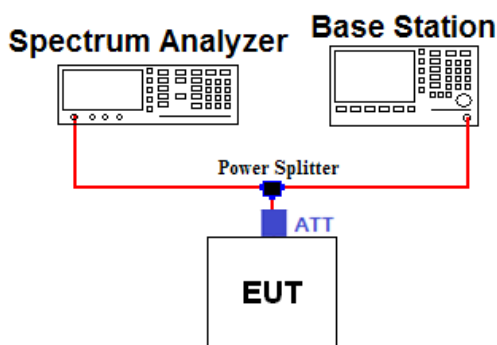 Spectrum Analyzer
Base Station
Power Splitter
ATT
EUT